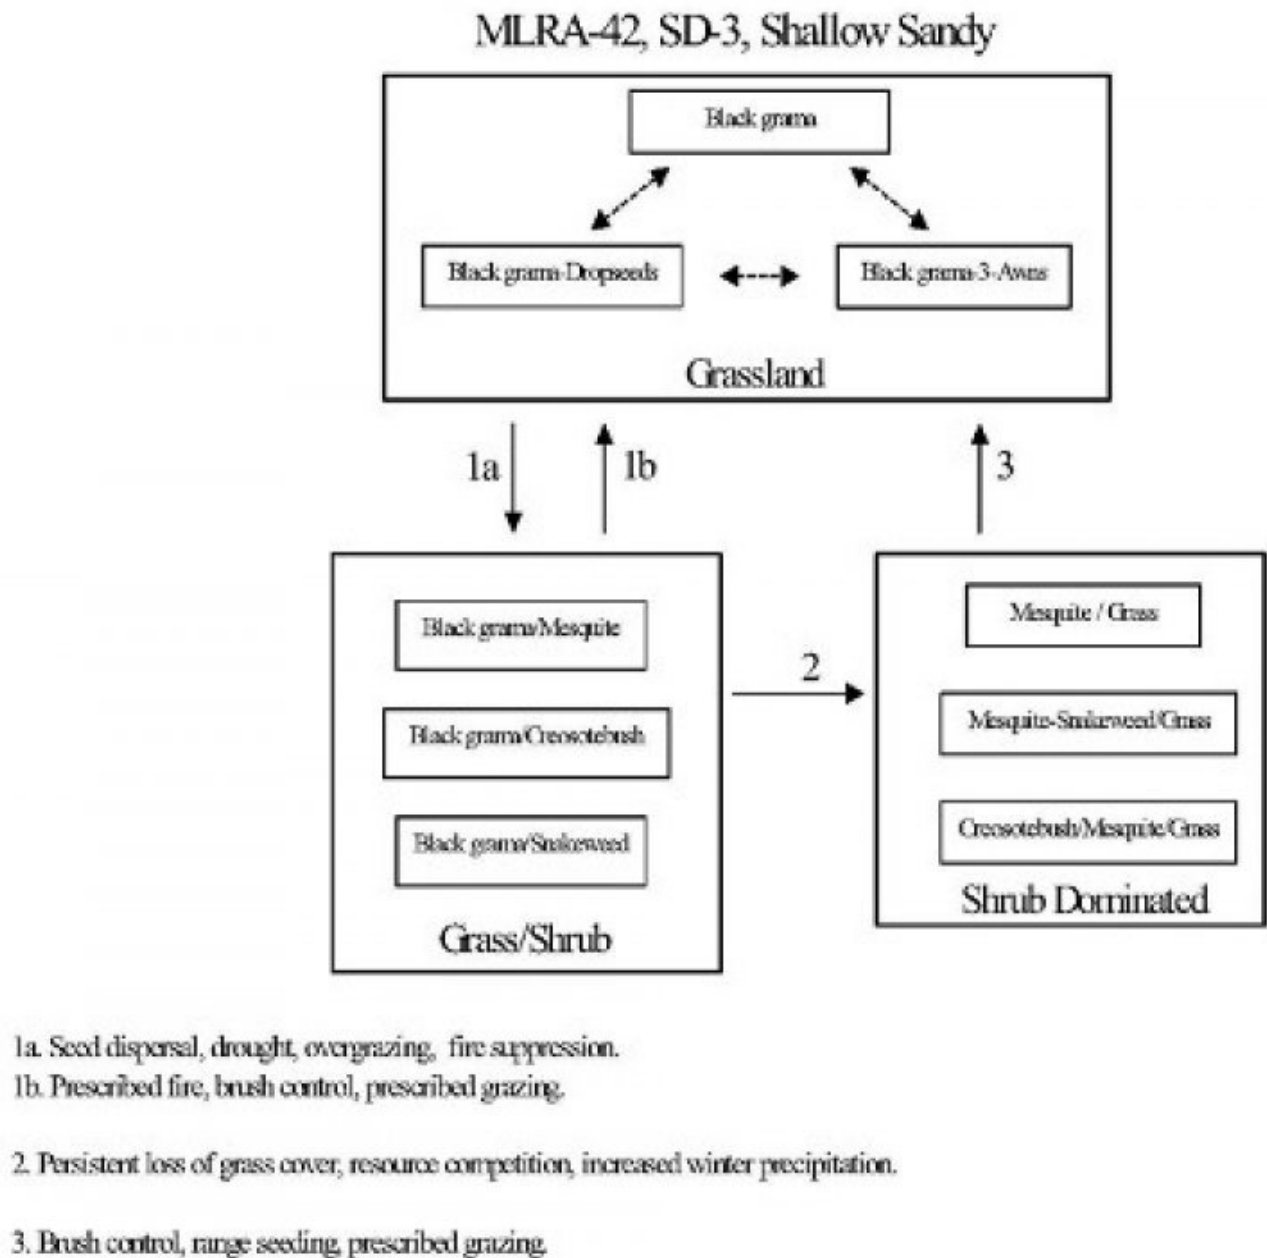 MLRA-42, SD-3, Shallow Sandy
Black grama
Black grama-Dropseeds
Black grama-3-Awns
Grassland
1a
1b
3
Black grama/Mesquite
Black grama/Creosotebush
Black grama/Snakeweed
Grass/Shrub
2
Mesquite / Grass
Mesquite-Snakeweed/Grass
Creosotebush/Mesquite/Grass
Shrub Dominated
1a. Seed dispersal, drought, overgrazing, fire suppression.
1b. Prescribed fire, brush control, prescribed grazing.
2. Persistent loss of grass cover, resource competition, increased winter precipitation.
3. Brush control, range seeding, prescribed grazing.